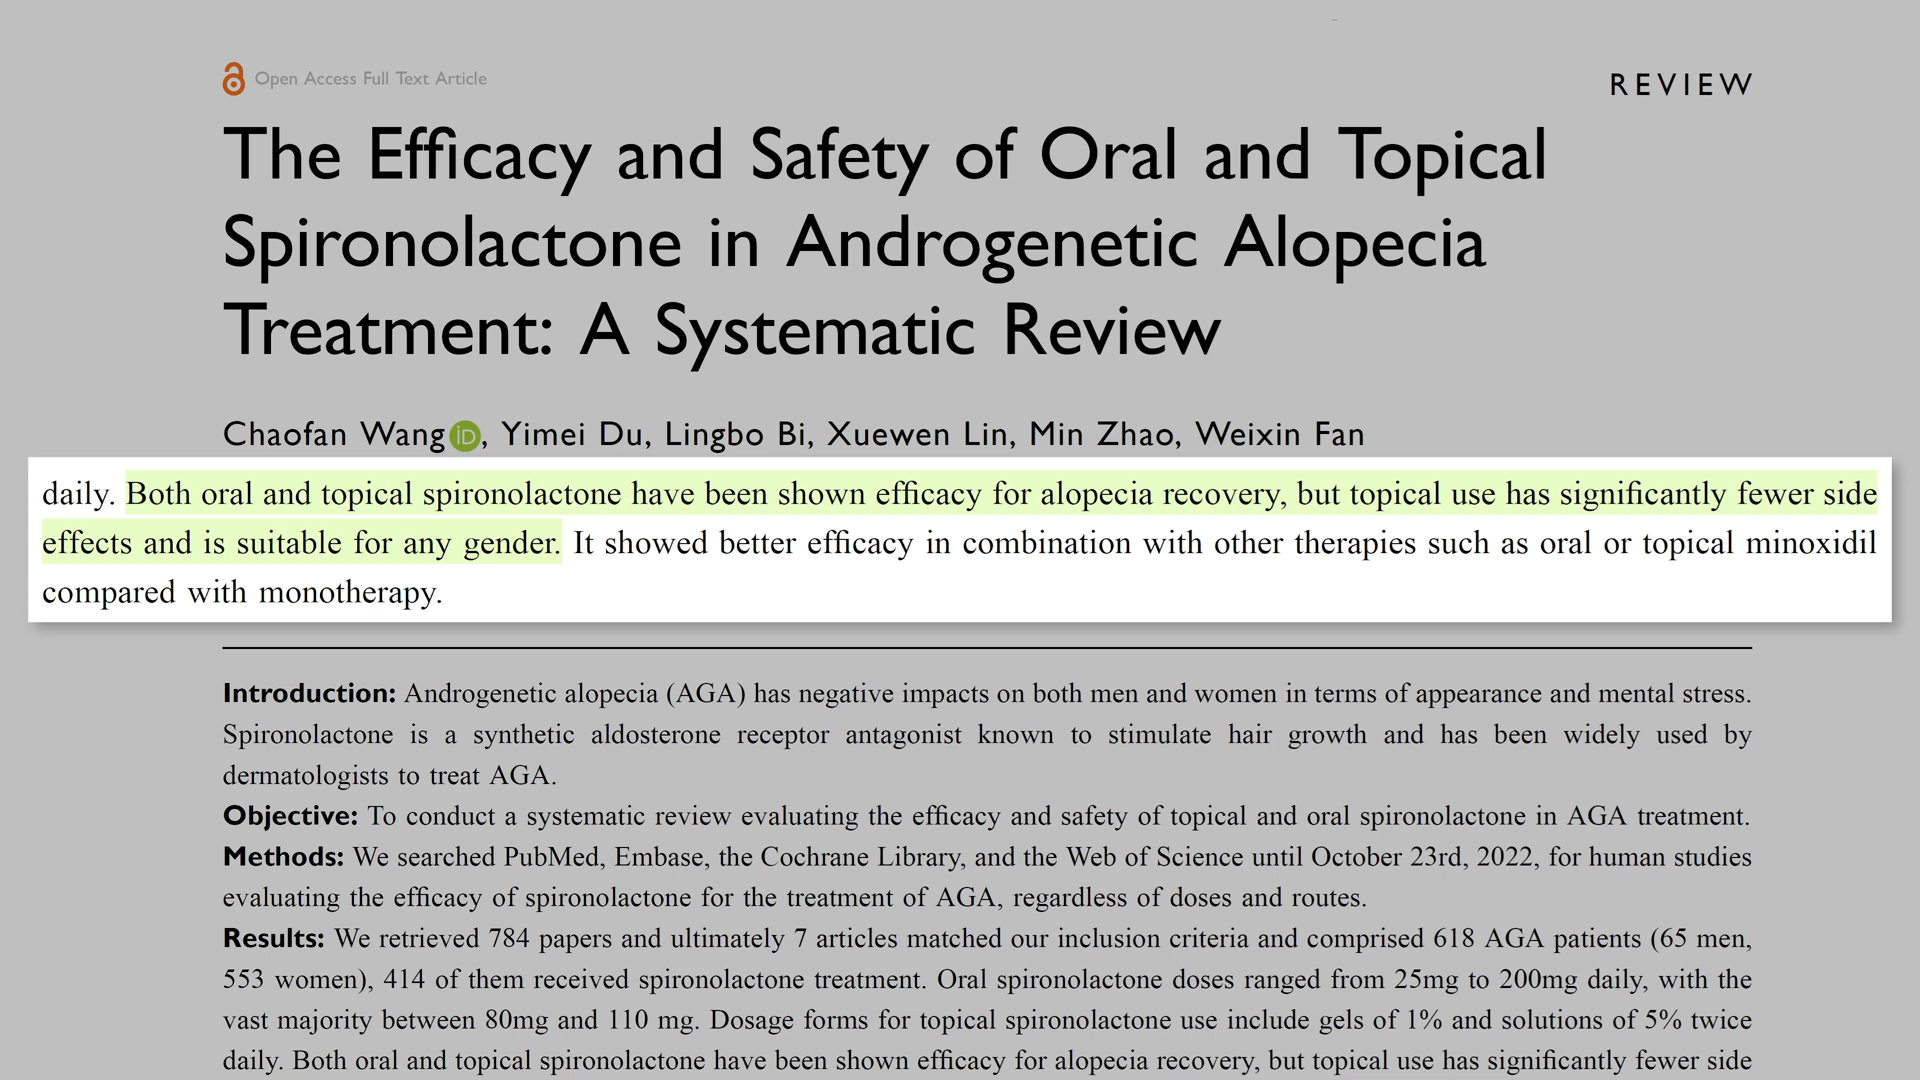 Open Access Full Text Article
REVIEW
The Efficacy and Safety of Oral and Topical
Spironolactone in Androgenetic Alopecia
Treatment: A Systematic Review
Chaofan Wang iD, Yimei Du, Lingbo Bi, Xuewen Lin, Min Zhao, Weixin Fan
daily. Both oral and topical spironolactone have been shown efficacy for alopecia recovery, but topical use has significantly fewer side
effects and is suitable for any gender. It showed better efficacy in combination with other therapies such as oral or topical minoxidil
compared with monotherapy.
Introduction: Androgenetic alopecia (AGA) has negative impacts on both men and women in terms of appearance and mental stress.
Spironolactone is a synthetic aldosterone receptor antagonist known to stimulate hair growth and has been widely used by
dermatologists to treat AGA.
Objective: To conduct a systematic review evaluating the efficacy and safety of topical and oral spironolactone in AGA treatment.
Methods: We searched PubMed, Embase, the Cochrane Library, and the Web of Science until October 23rd, 2022, for human studies
evaluating the efficacy of spironolactone for the treatment of AGA, regardless of doses and routes.
Results: We retrieved 784 papers and ultimately 7 articles matched our inclusion criteria and comprised 618 AGA patients (65 men,
553 women), 414 of them received spironolactone treatment. Oral spironolactone doses ranged from 25mg to 200mg daily, with the
vast majority between 80mg and 110 mg. Dosage forms for topical spironolactone use include gels of 1% and solutions of 5% twice
daily. Both oral and topical spironolactone have been shown efficacy for alopecia recovery, but topical use has significantly fewer side